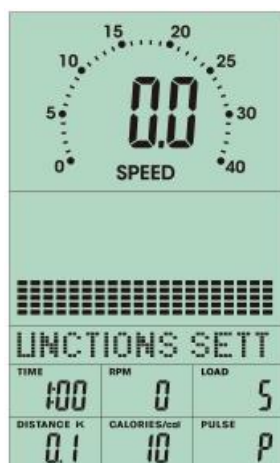 15 20
10 25
0.0
5 30
0 SPEED 40
UNCTIONS SETT
TIME RPM LOAD
1:00 0 5
DISTANCE K CALORIES/cal PULSE
0.1 10 P